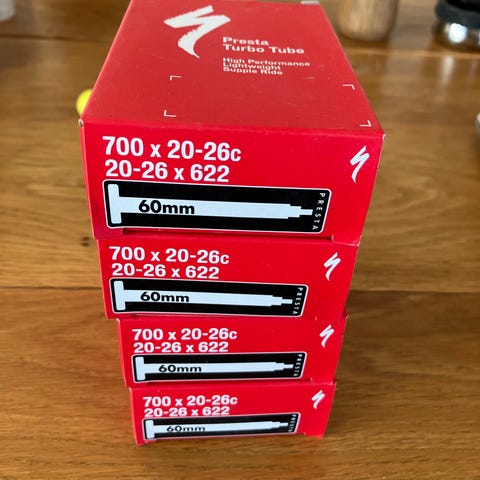 Presta
Turbo Tube
High Performance
Lightweight
Supple Ride
700 x 20-26c
20-26 x 622
60mm
PRESTA
700 x 20-26c
20-26 x 622
60mm
PRESTA
700 x 20-26c
20-26 x 622
60mm
PRESTA
700 x 20-26c
20-26 x 622
60mm
PRESTA